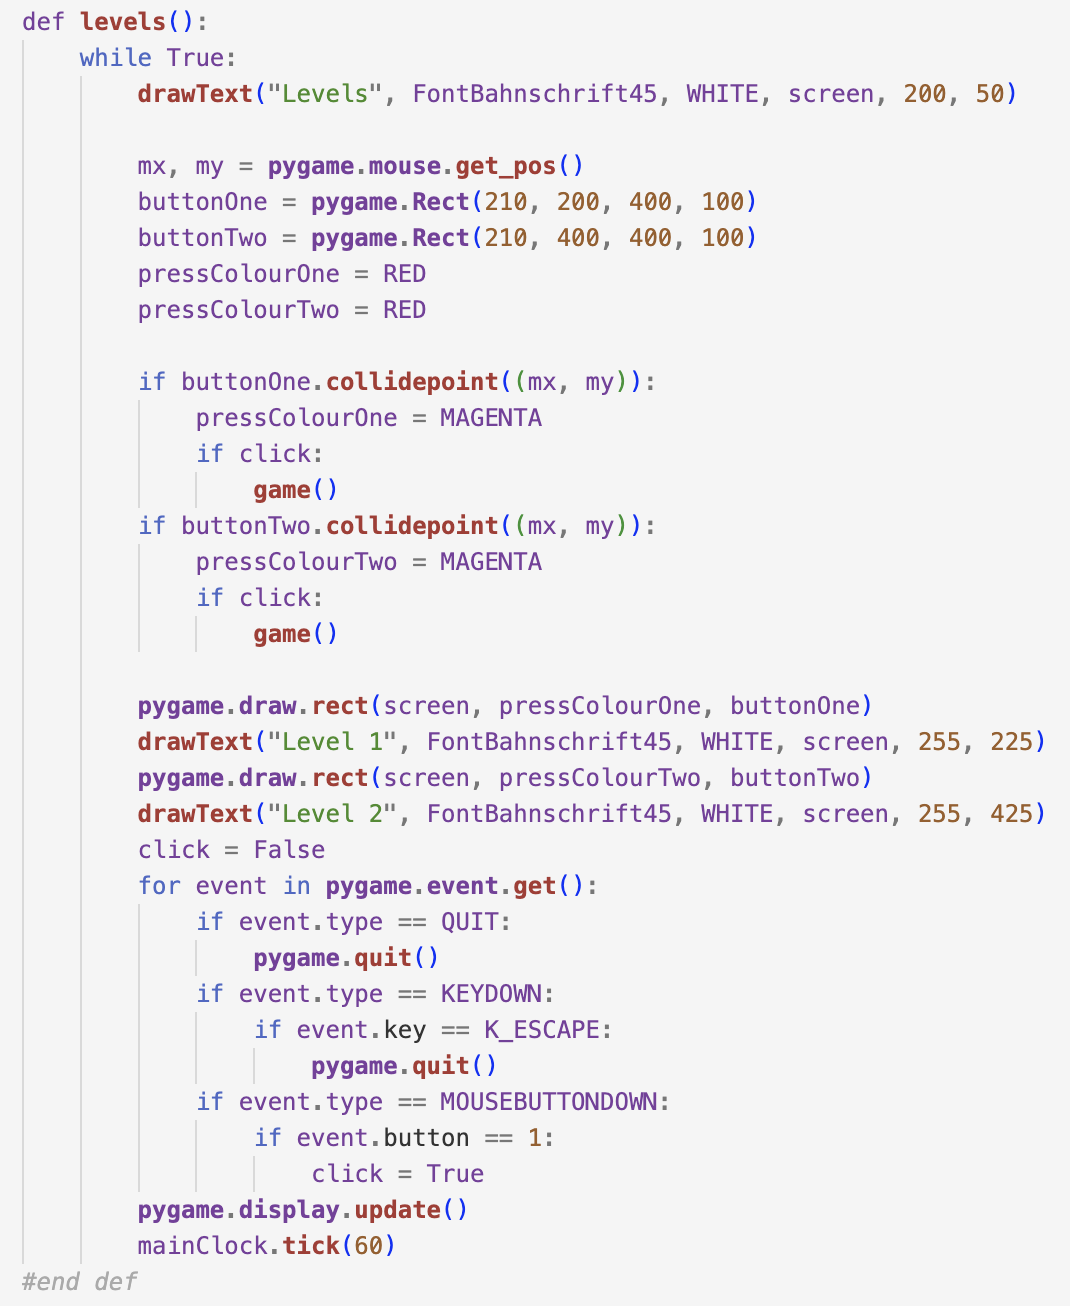 def levels():
    while True:
        drawText("Levels", FontBahnschrift45, WHITE, screen, 200, 50)

        mx, my = pygame.mouse.get_pos()
        buttonOne = pygame.Rect(210, 200, 400, 100)
        buttonTwo = pygame.Rect(210, 400, 400, 100)
        pressColourOne = RED
        pressColourTwo = RED

        if buttonOne.collidepoint((mx, my)):
            pressColourOne = MAGENTA
            if click:
                game()
        if buttonTwo.collidepoint((mx, my)):
            pressColourTwo = MAGENTA
            if click:
                game()

        pygame.draw.rect(screen, pressColourOne, buttonOne)
        drawText("Level 1", FontBahnschrift45, WHITE, screen, 255, 225)
        pygame.draw.rect(screen, pressColourTwo, buttonTwo)
        drawText("Level 2", FontBahnschrift45, WHITE, screen, 255, 425)
        click = False
        for event in pygame.event.get():
            if event.type == QUIT:
                pygame.quit()
            if event.type == KEYDOWN:
                if event.key == K_ESCAPE:
                    pygame.quit()
            if event.type == MOUSEBUTTONDOWN:
                if event.button == 1:
                    click = True
        pygame.display.update()
        mainClock.tick(60)
#end def